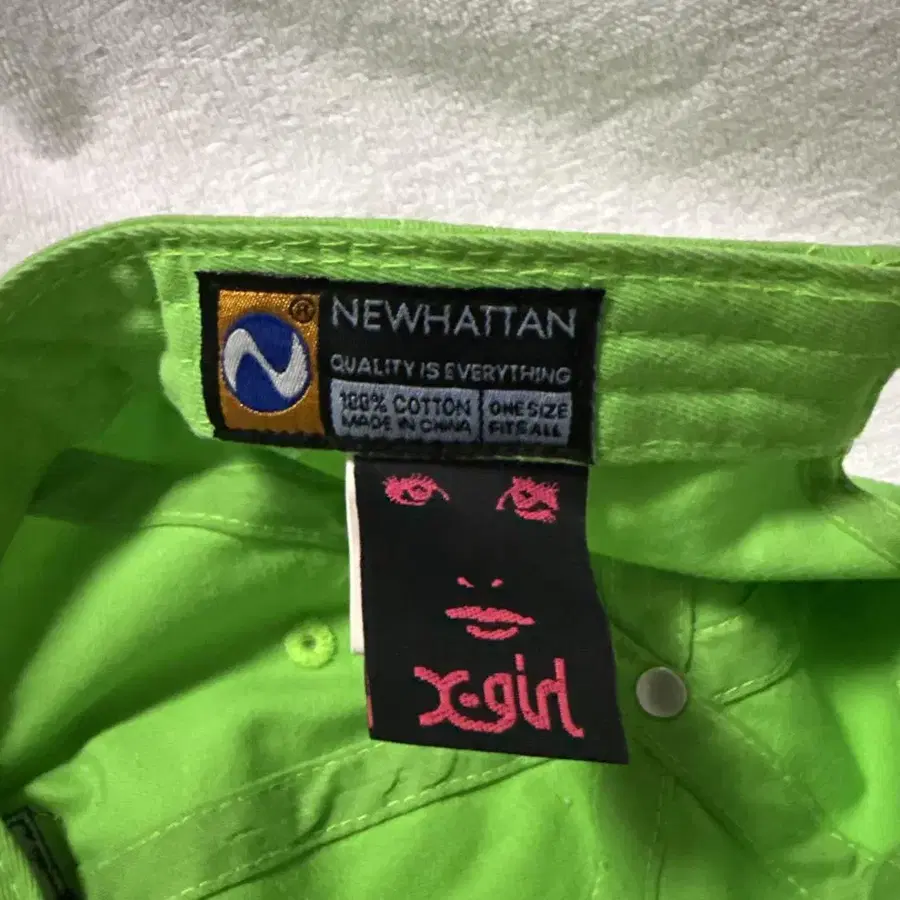 ®
NEWHATTAN
QUALITY IS EVERYTHING
100% COTTON
MADE IN CHINA
ONE SIZE
FITS ALL
X-girl